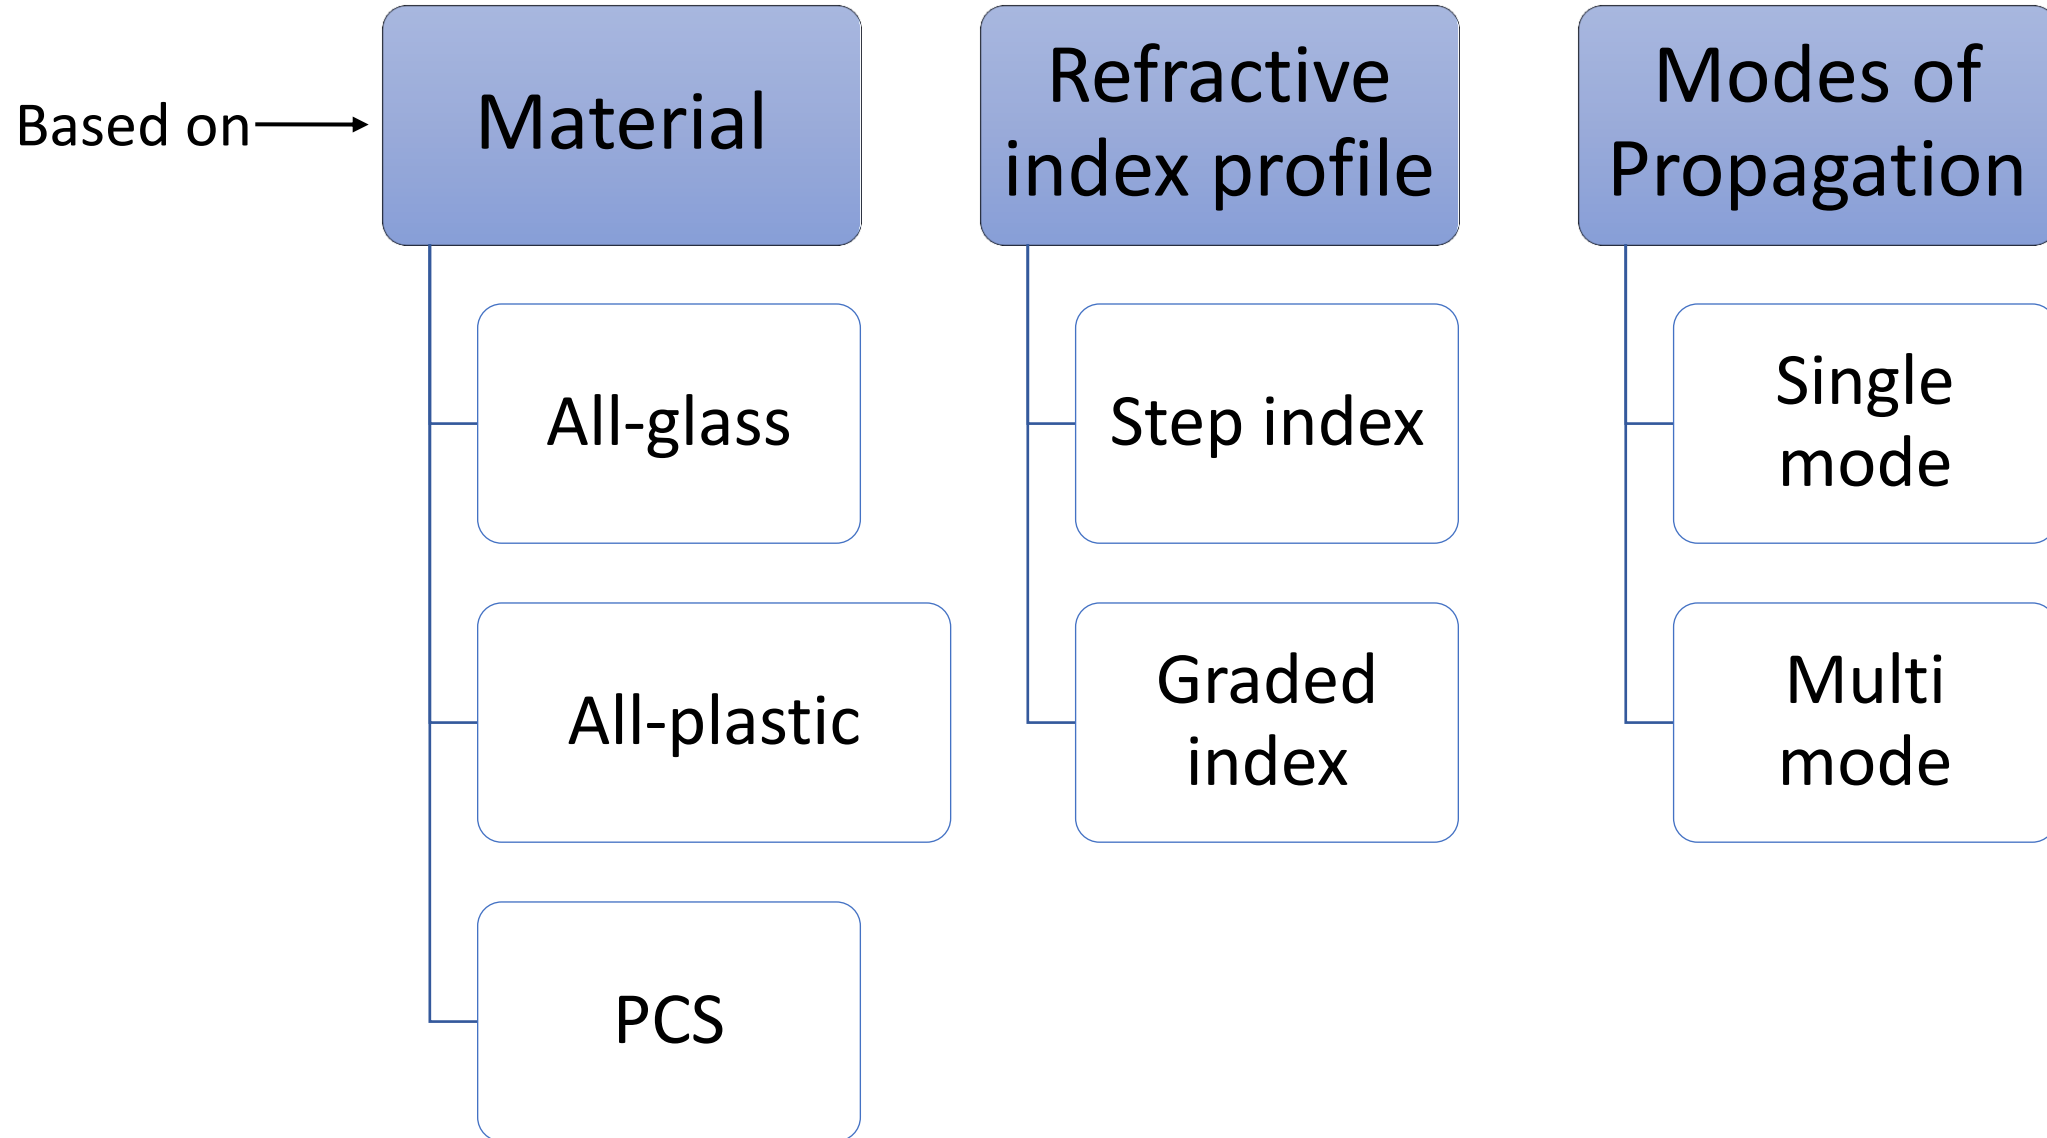 Based on
Material
All-glass
All-plastic
PCS
Refractive
index profile
Step index
Graded
index
Modes of
Propagation
Single
mode
Multi
mode